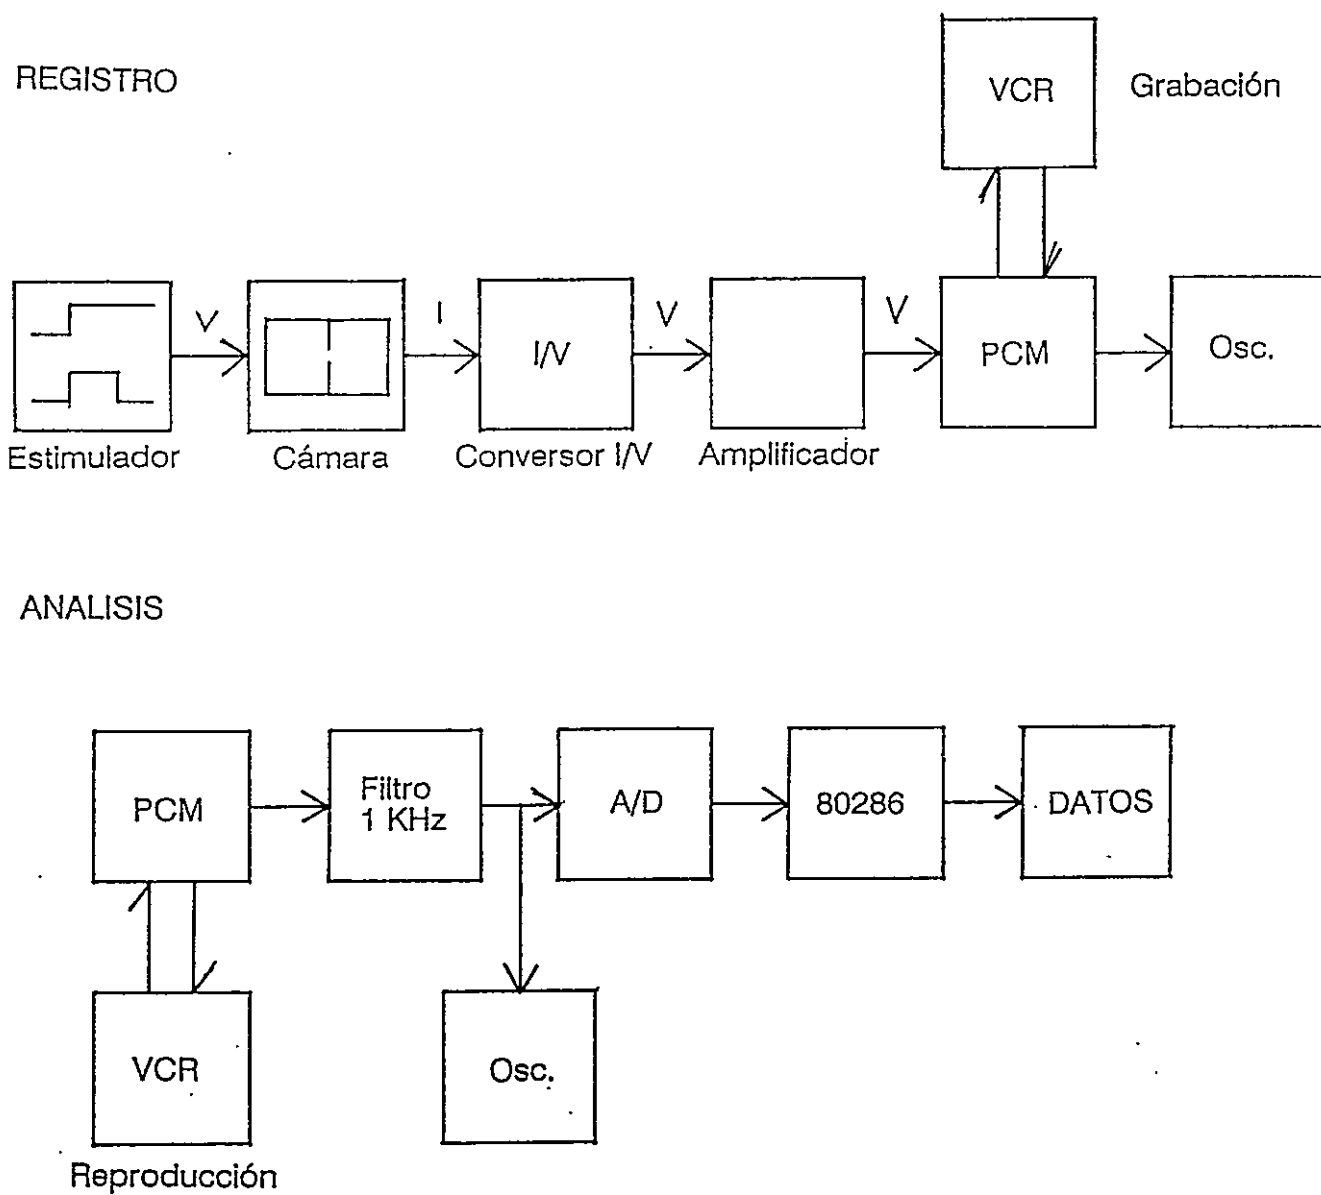 REGISTRO
VCR
Grabación
V
I
V
V
I/V
PCM
Osc.
Estimulador
Cámara
Conversor I/V
Amplificador
ANALISIS
PCM
Filtro
1 KHz
A/D
80286
DATOS
VCR
Osc.
Reproducción